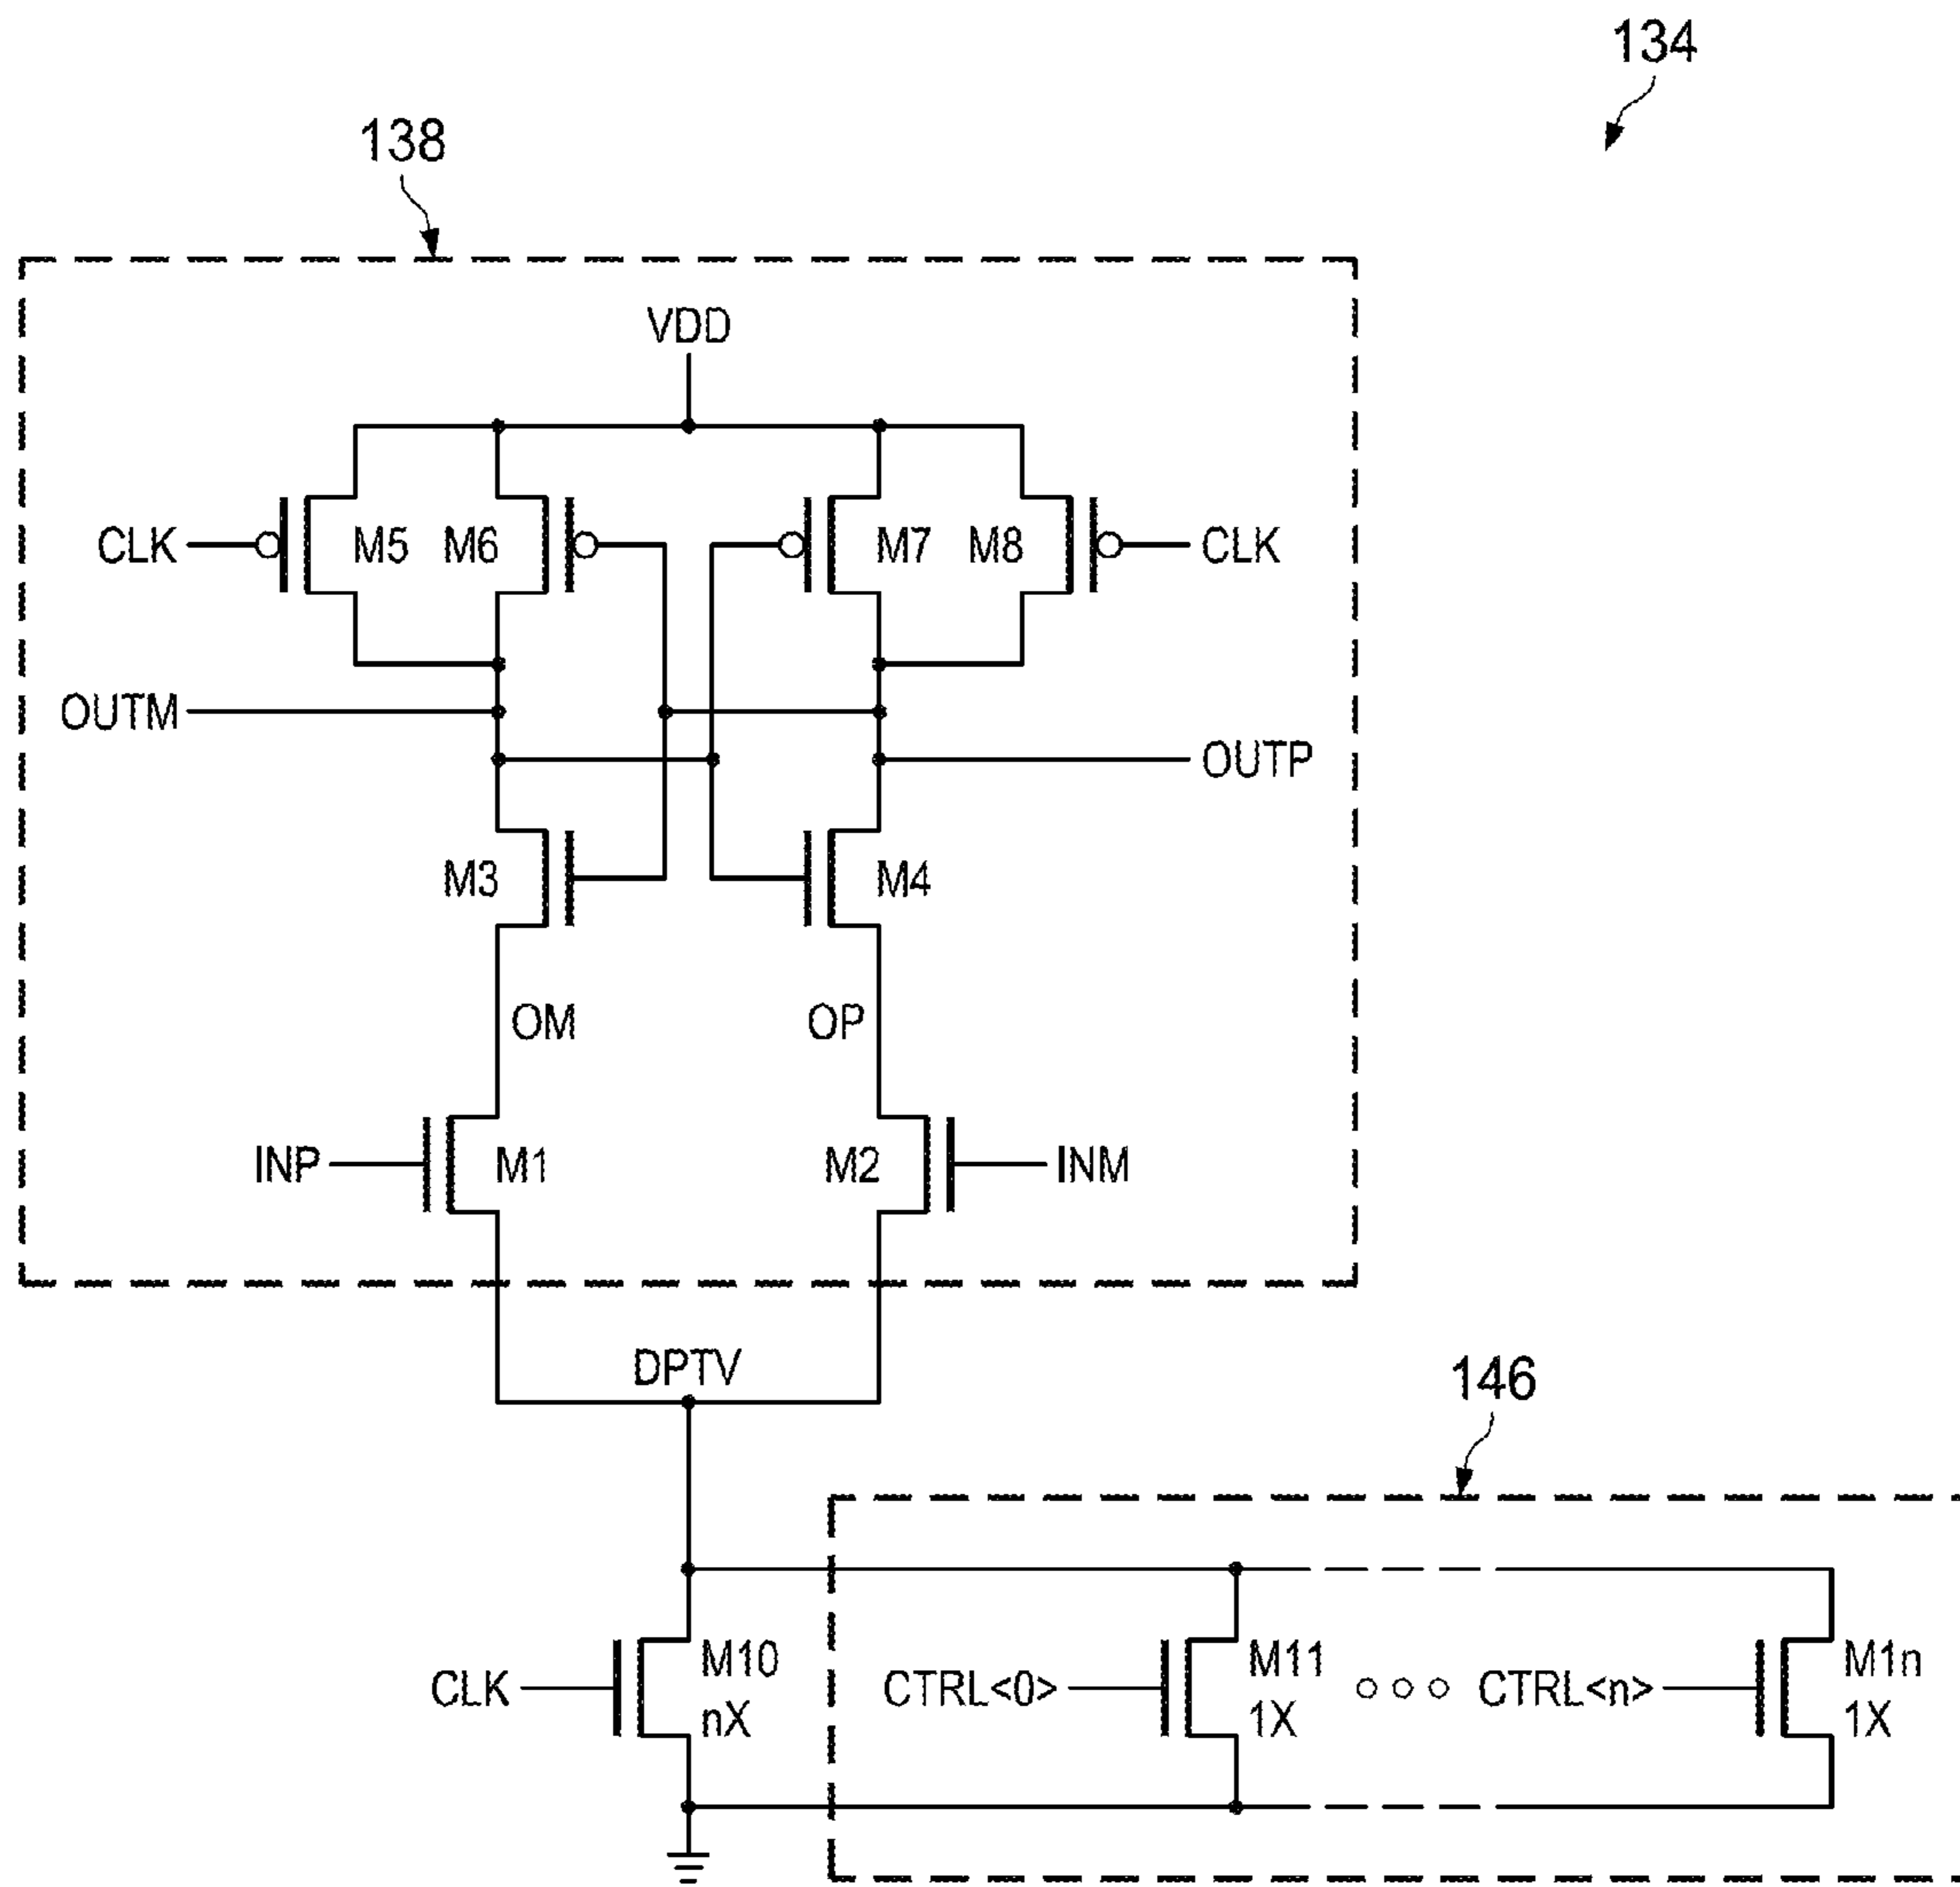 134
138
VDD
CLK
M5
M6
M7
M8
CLK
OUTM
OUTP
M3
M4
OM
OP
INP
M1
M2
INM
DPTV
146
CLK
M10
nX
CTRL<0>
M11
1X
CTRL<n>
M1n
1X